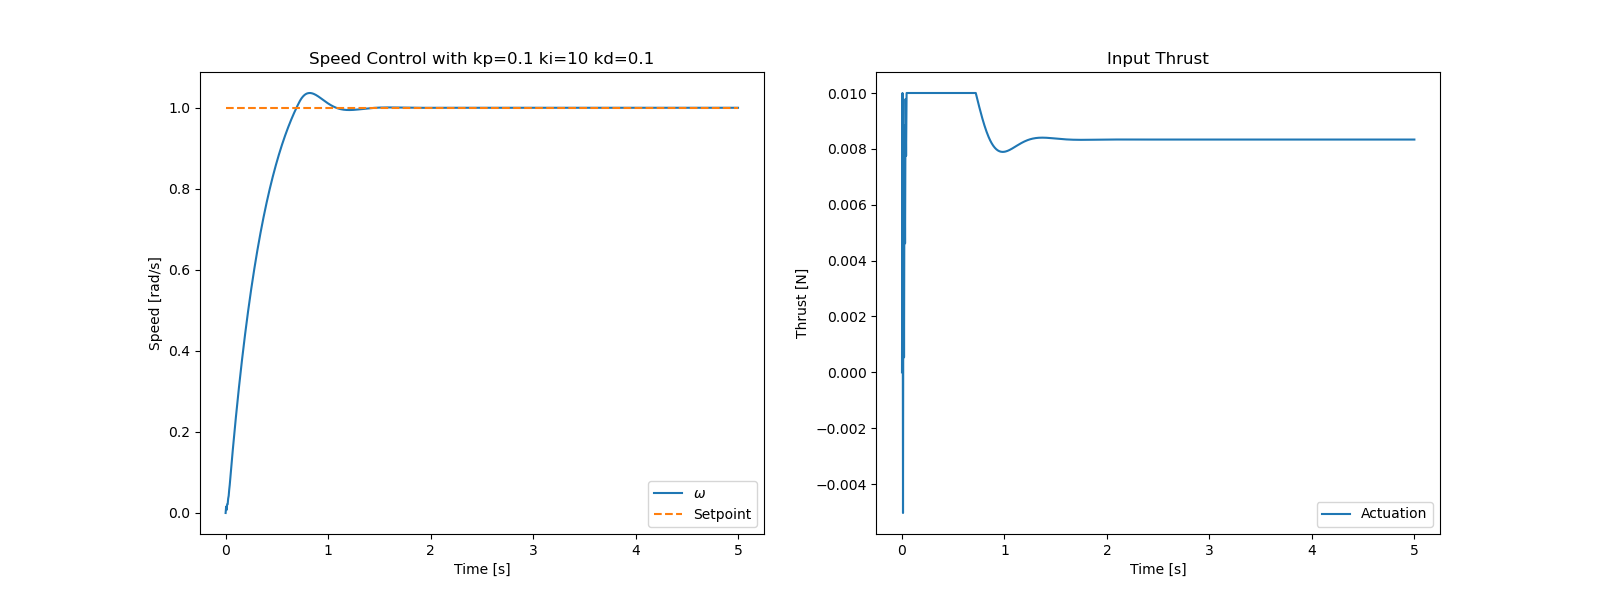 Speed Control with kp=0.1 ki=10 kd=0.1
Speed [rad/s]
1.0
0.8
0.6
0.4
0.2
0.0
0 1 2 3 4 5
Time [s]
ω
Setpoint
Input Thrust
Thrust [N]
0.010
0.008
0.006
0.004
0.002
0.000
−0.002
−0.004
0 1 2 3 4 5
Time [s]
Actuation